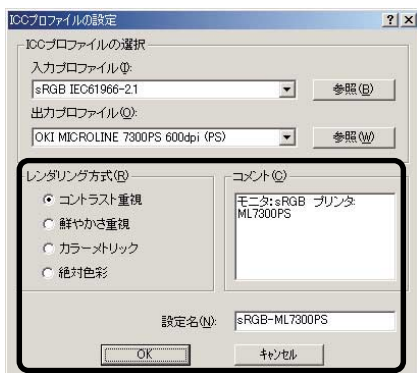 ICCプロファイルの設定
ICCプロファイルの選択
入力プロファイル(I):
sRGB IEC61966-2.1
参照(B)
出力プロファイル(O):
OKI MICROLINE 7300PS 600dpi (PS)
参照(W)
レンダリング方式(R)
コントラスト重視
鮮やかさ重視
カラーメトリック
絶対色彩
コメント(C)
モニタ:sRGB プリンタ:
ML7300PS
設定名(N):
sRGB-ML7300PS
OK
キャンセル